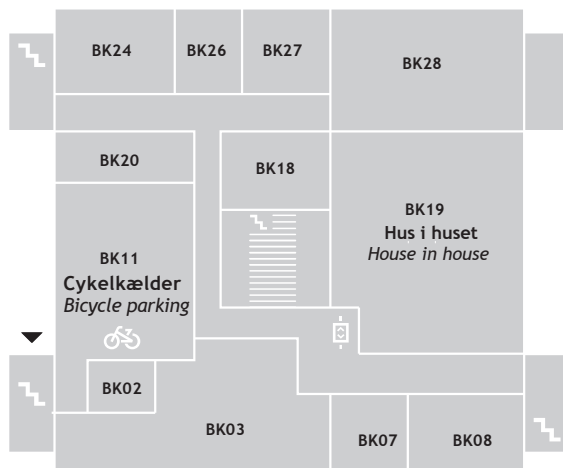 BK24
BK26
BK27
BK28
BK20
BK18
BK19
Hus i huset
House in house
BK11
Cykelkælder
Bicycle parking
BK02
BK03
BK07
BK08